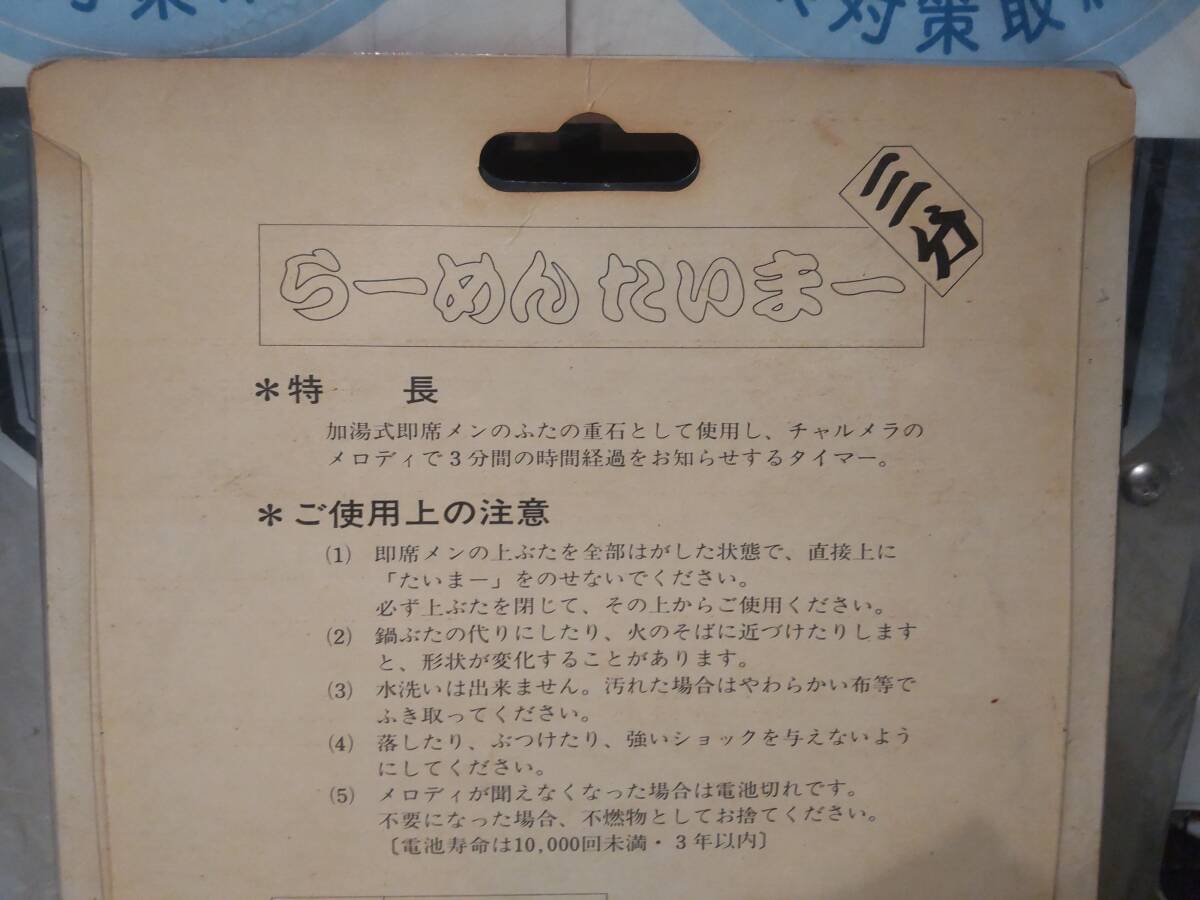 対策
対策取
三分
らーめん たいまー
＊特　長
加湯式即席メンのふたの重石として使用し、チャルメラの
メロディで3分間の時間経過をお知らせするタイマー。
＊ご使用上の注意
(1) 即席メンの上ぶたを全部はがした状態で、直接上に
「たいまー」をのせないでください。
必ず上ぶたを閉じて、その上からご使用ください。
(2) 鍋ぶたの代りにしたり、火のそばに近づけたりします
と、形状が変化することがあります。
(3) 水洗いは出来ません。汚れた場合はやわらかい布等で
ふき取ってください。
(4) 落したり、ぶつけたり、強いショックを与えないよう
にしてください。
(5) メロディが聞えなくなった場合は電池切れです。
不要になった場合、不燃物としてお捨てください。
〔電池寿命は10,000回未満・3年以内〕